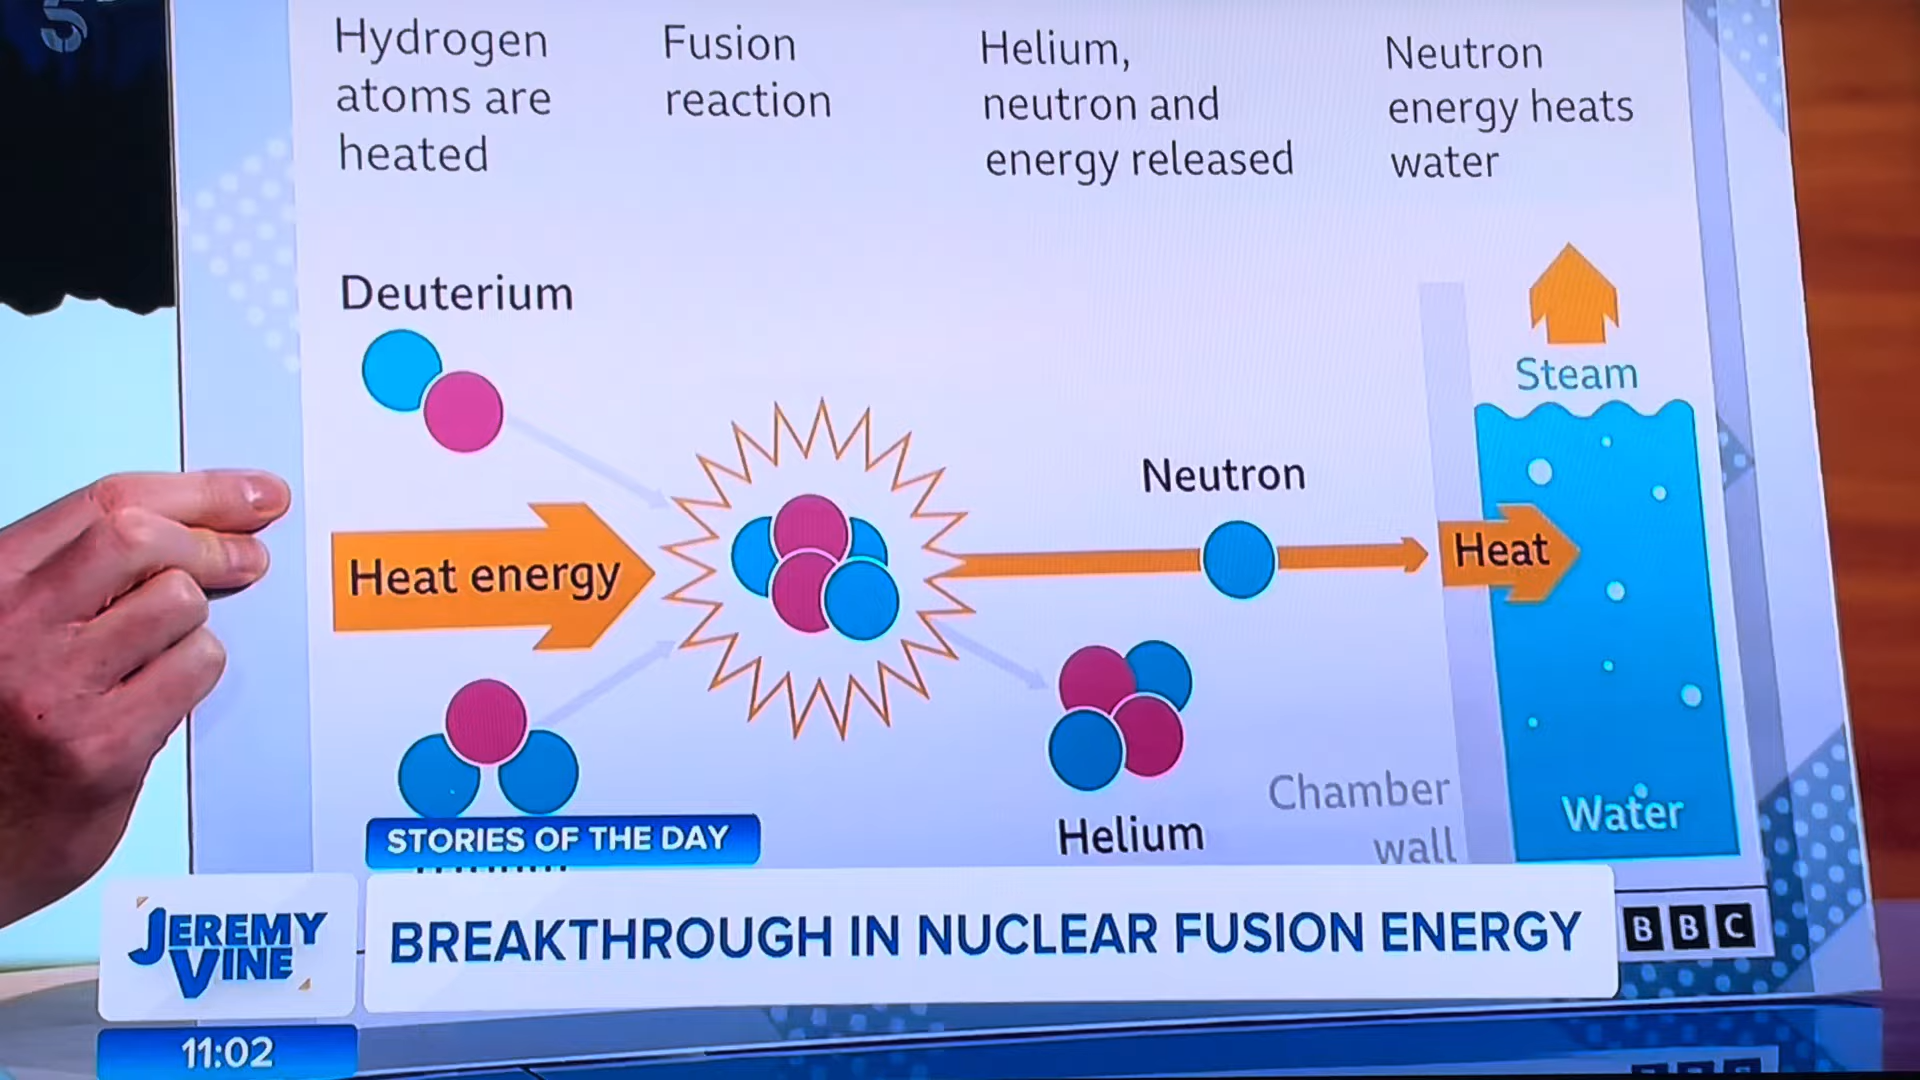 5
Hydrogen
atoms are
heated
Fusion
reaction
Helium,
neutron and
energy released
Neutron
energy heats
water
Deuterium
Steam
Neutron
Heat energy
Heat
Helium
Chamber
wall
Water
STORIES OF THE DAY
JEREMY
VINE
BREAKTHROUGH IN NUCLEAR FUSION ENERGY
BBC
11:02